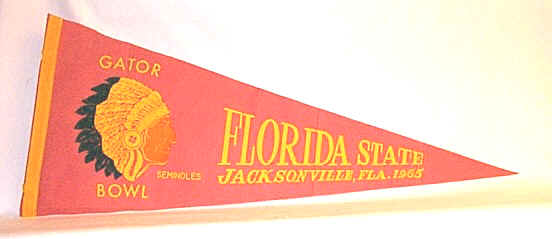 GATOR
BOWL
SEMINOLES
FLORIDA STATE
JACKSONVILLE, FLA. 1965